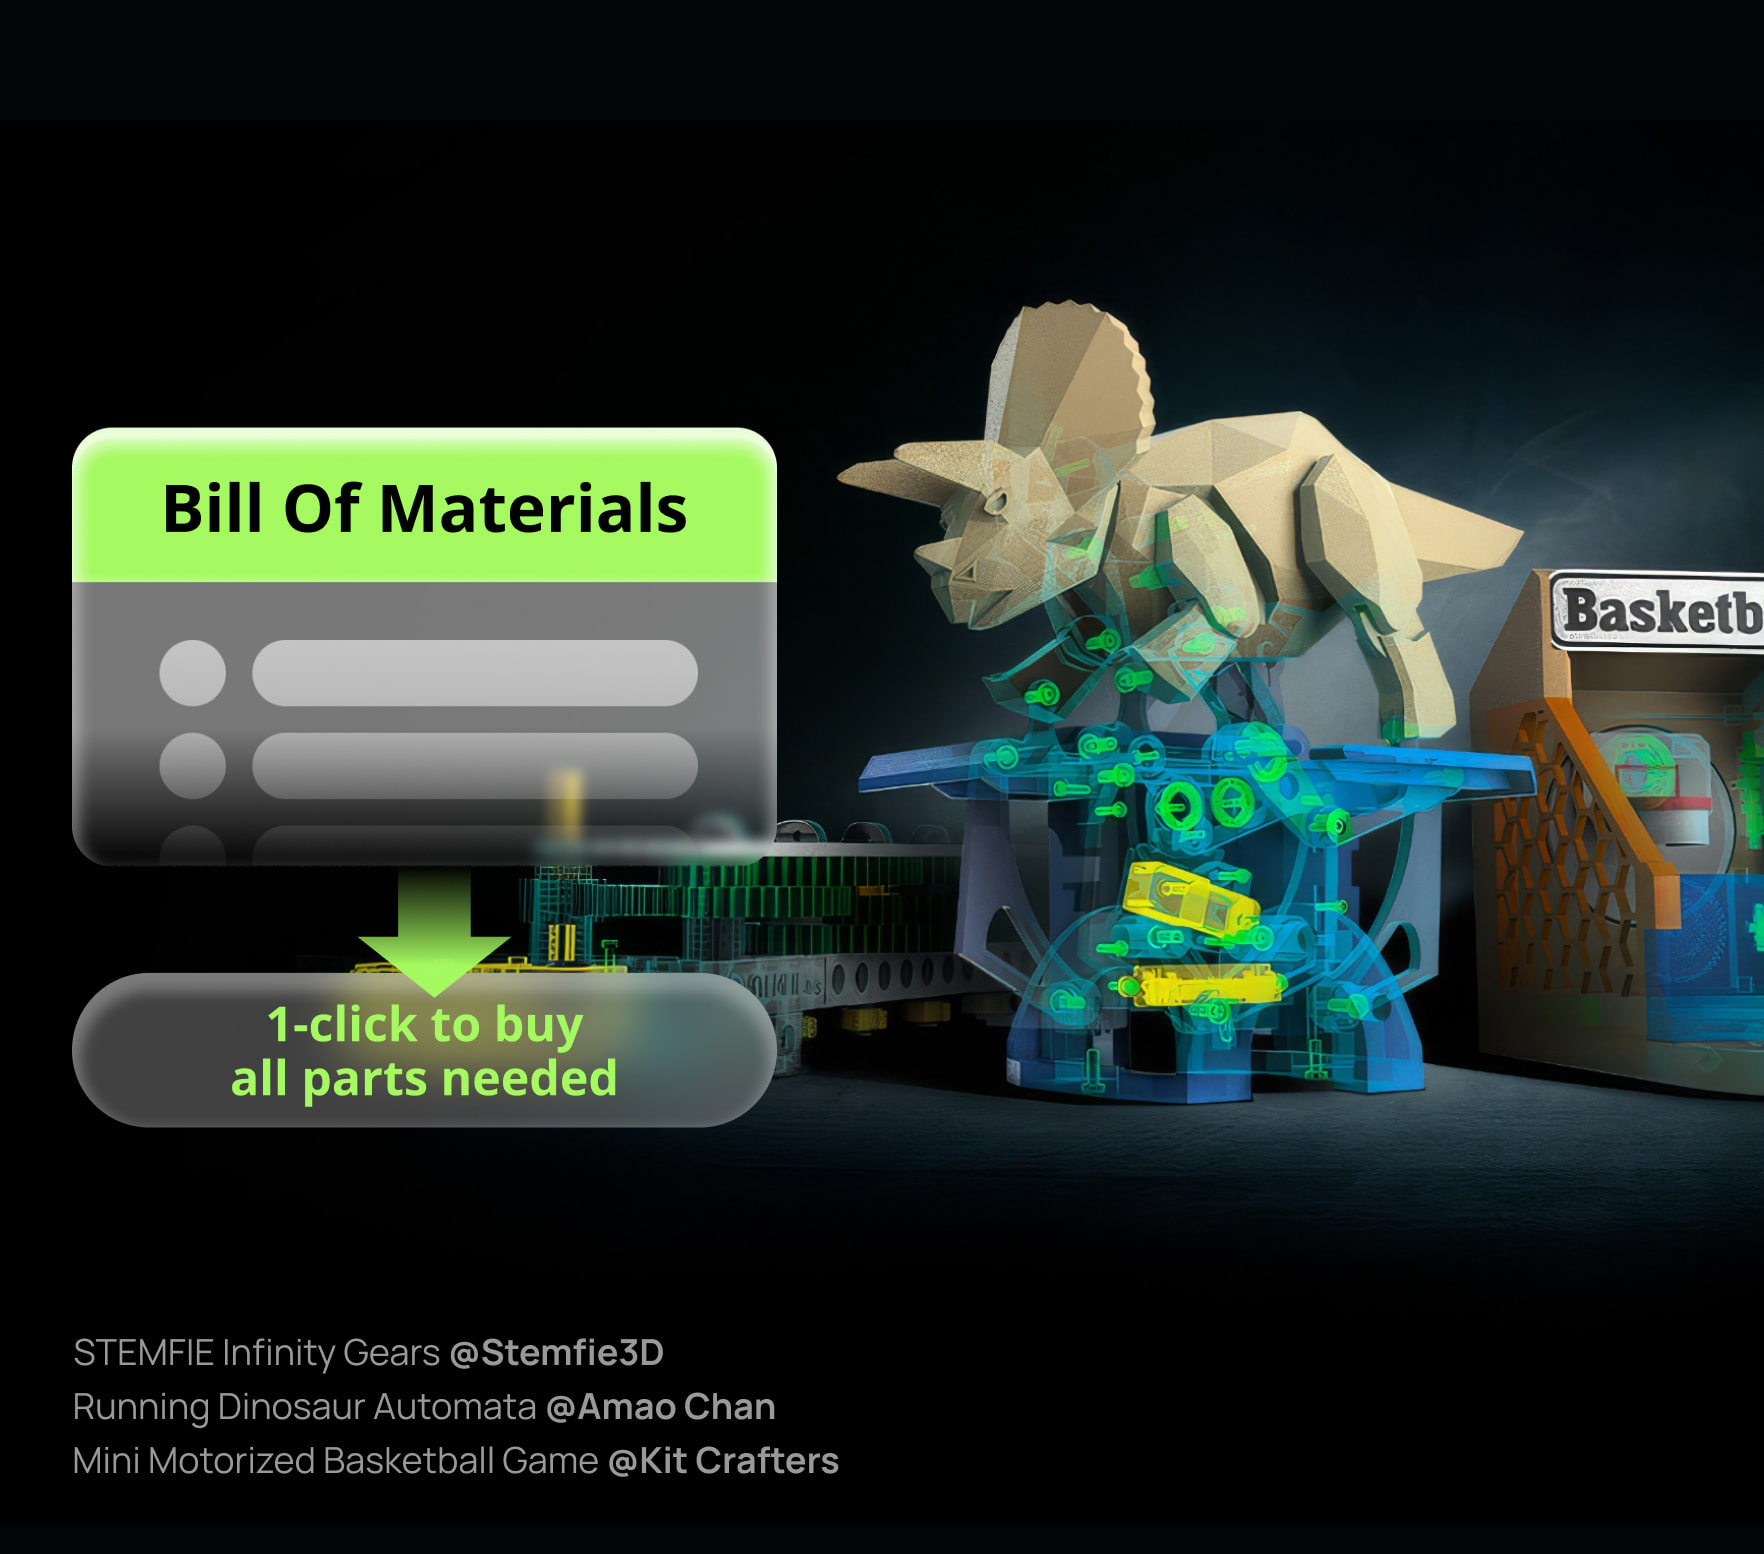 Bill Of Materials
Basketb
1-click to buy
all parts needed
STEMFIE Infinity Gears @Stemfie3D
Running Dinosaur Automata @Amao Chan
Mini Motorized Basketball Game @Kit Crafters